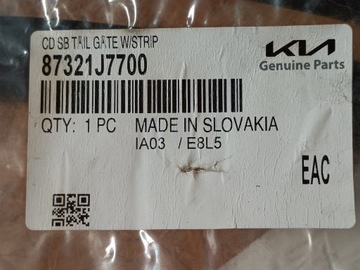 CD SB TAIL GATE W/STRIP
KIA
87321J7700
Genuine Parts
QTY: 1 PC MADE IN SLOVAKIA
IA03 / E8L5
EAC